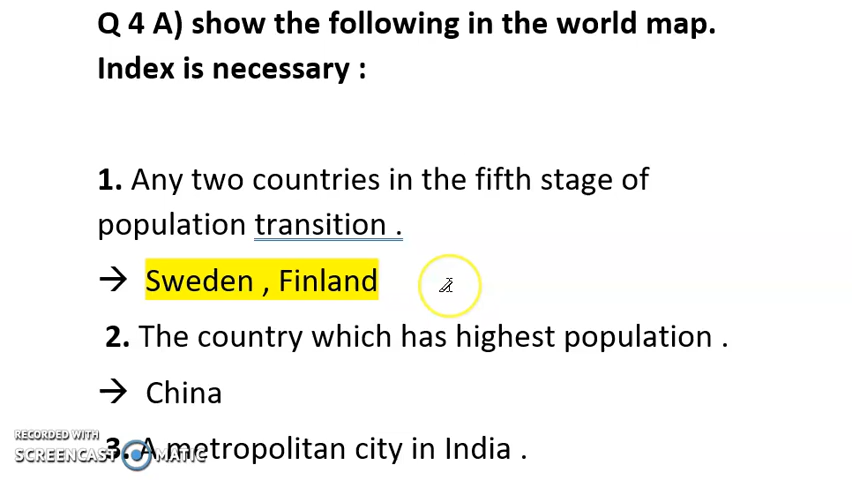 Q 4 A) show the following in the world map.
Index is necessary :
1. Any two countries in the fifth stage of
population transition .
→ Sweden , Finland
2. The country which has highest population .
→ China
RECORDED WITH
3. A metropolitan city in India .
SCREENCAST MATIC